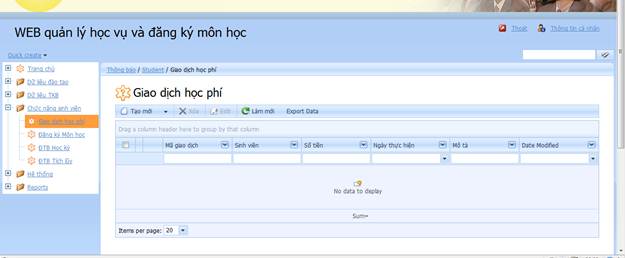 WEB quản lý học vụ và đăng ký môn học
Thoát Thông tin cá nhân
Quick create
Trang chủ
Dữ liệu đào tạo
Dữ liệu TKB
Chức năng sinh viên
Giao dịch học phí
Đăng ký Môn học
ĐTB Học Kỳ
ĐTB Tích lũy
Hệ thống
Reports
Thông báo / Student / Giao dịch học phí
Giao dịch học phí
Tạo mới Xóa Edit Làm mới Export Data
Drag a column header here to group by that column
Mã giao dịch Sinh viên Số tiền Ngày thực hiện Mô tả Date Modified
No data to display
Sum=
Items per page: 20